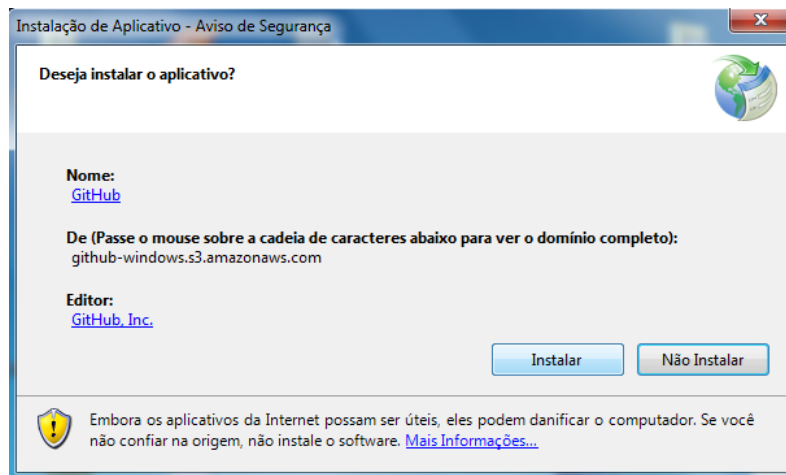 Instalação de Aplicativo - Aviso de Segurança
Deseja instalar o aplicativo?
Nome:
GitHub
De (Passe o mouse sobre a cadeia de caracteres abaixo para ver o domínio completo):
github-windows.s3.amazonaws.com
Editor:
GitHub, Inc.
Instalar
Não Instalar
Embora os aplicativos da Internet possam ser úteis, eles podem danificar o computador. Se você
não confiar na origem, não instale o software. Mais Informações...